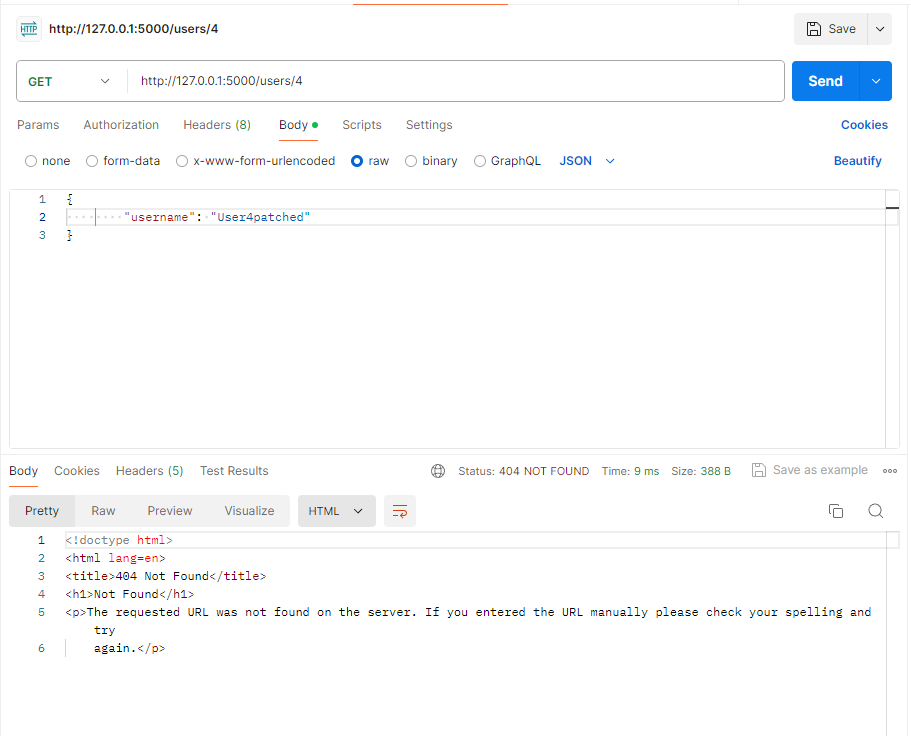 HTTP http://127.0.0.1:5000/users/4 Save
GET http://127.0.0.1:5000/users/4 Send
Params Authorization Headers (8) Body Scripts Settings Cookies
none form-data x-www-form-urlencoded raw binary GraphQL JSON Beautify
1 {
2 "username": "User4patched"
3 }
Body Cookies Headers (5) Test Results Status: 404 NOT FOUND Time: 9 ms Size: 388 B Save as example
Pretty Raw Preview Visualize HTML
1 <!doctype html>
2 <html lang=en>
3 <title>404 Not Found</title>
4 <h1>Not Found</h1>
5 <p>The requested URL was not found on the server. If you entered the URL manually please check your spelling and
try
6 again.</p>